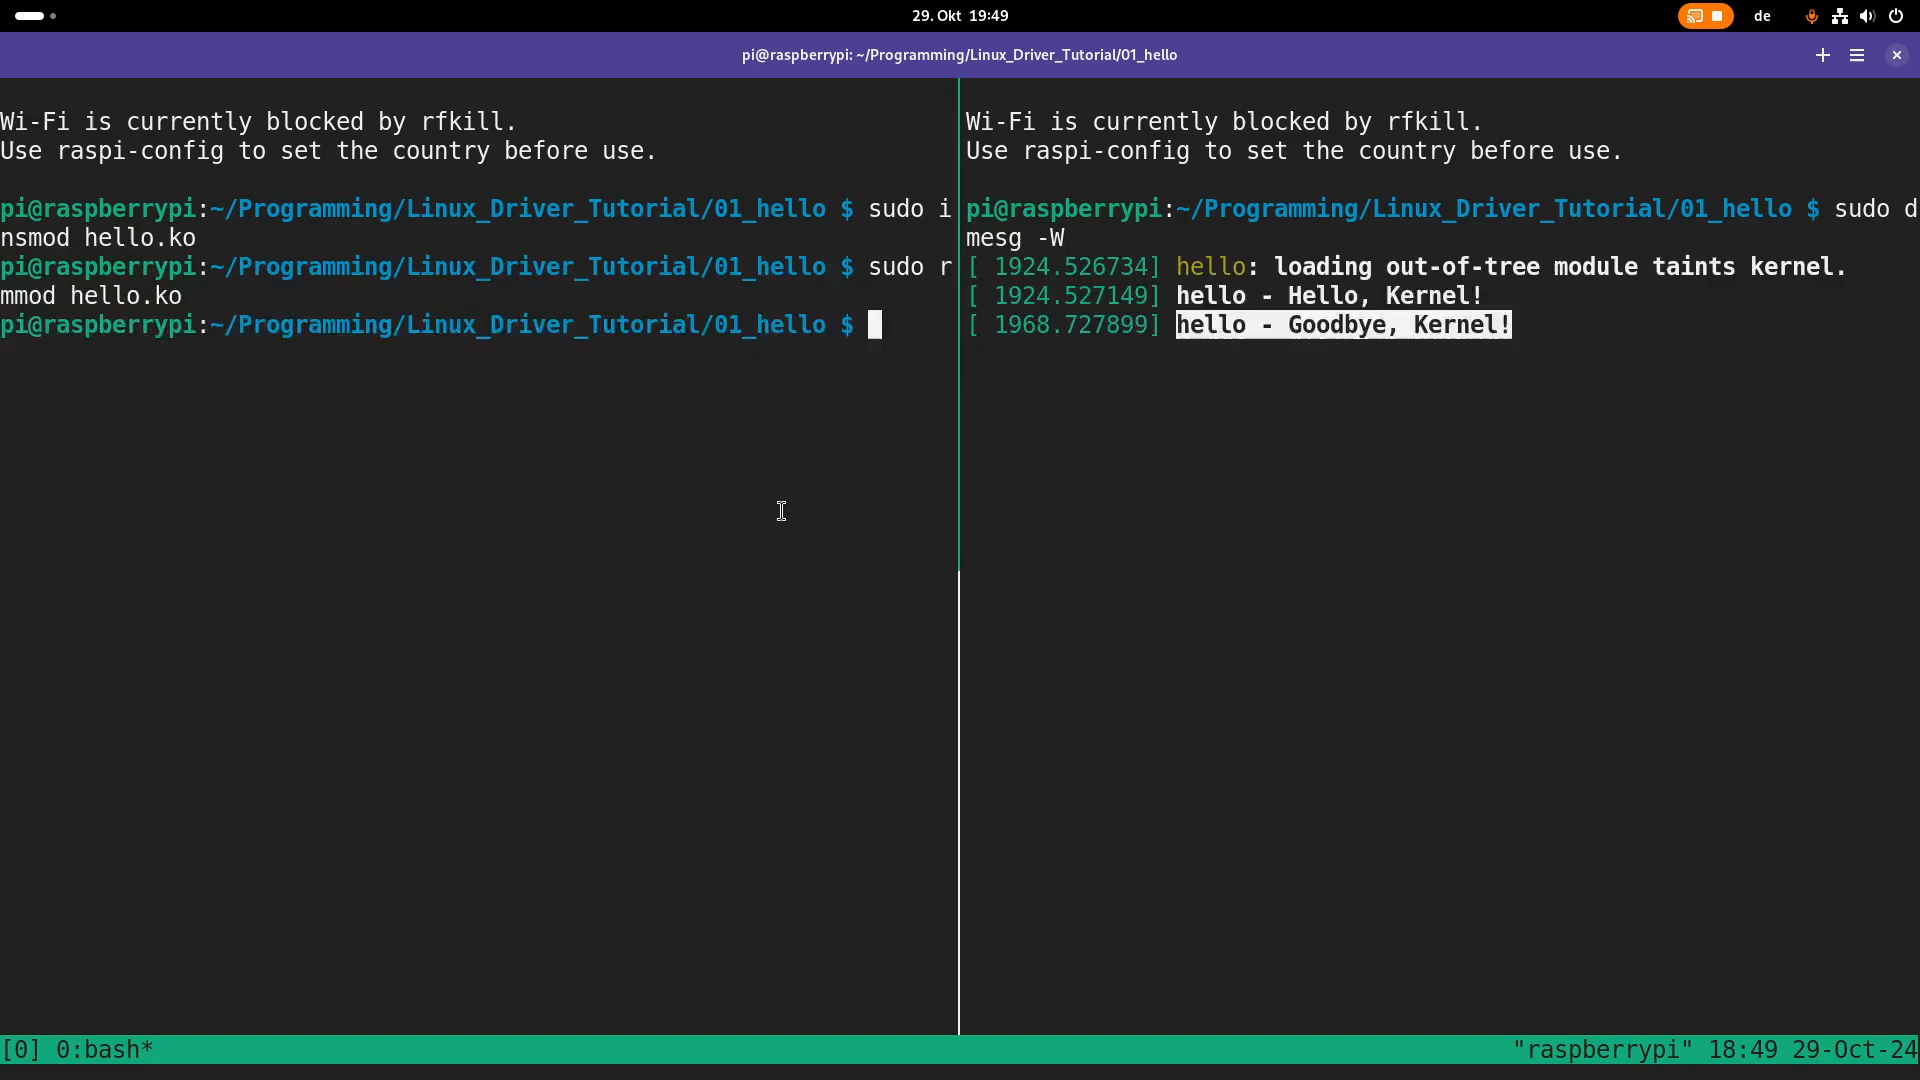 29. Okt 19:49
de
pi@raspberrypi: ~/Programming/Linux_Driver_Tutorial/01_hello
Wi-Fi is currently blocked by rfkill.
Use raspi-config to set the country before use.
pi@raspberrypi:~/Programming/Linux_Driver_Tutorial/01_hello $ sudo i
nsmod hello.ko
pi@raspberrypi:~/Programming/Linux_Driver_Tutorial/01_hello $ sudo r
mmod hello.ko
pi@raspberrypi:~/Programming/Linux_Driver_Tutorial/01_hello $
Wi-Fi is currently blocked by rfkill.
Use raspi-config to set the country before use.
pi@raspberrypi:~/Programming/Linux_Driver_Tutorial/01_hello $ sudo d
mesg -W
[ 1924.526734] hello: loading out-of-tree module taints kernel.
[ 1924.527149] hello - Hello, Kernel!
[ 1968.727899] hello - Goodbye, Kernel!
[0] 0:bash*
"raspberrypi" 18:49 29-Oct-24